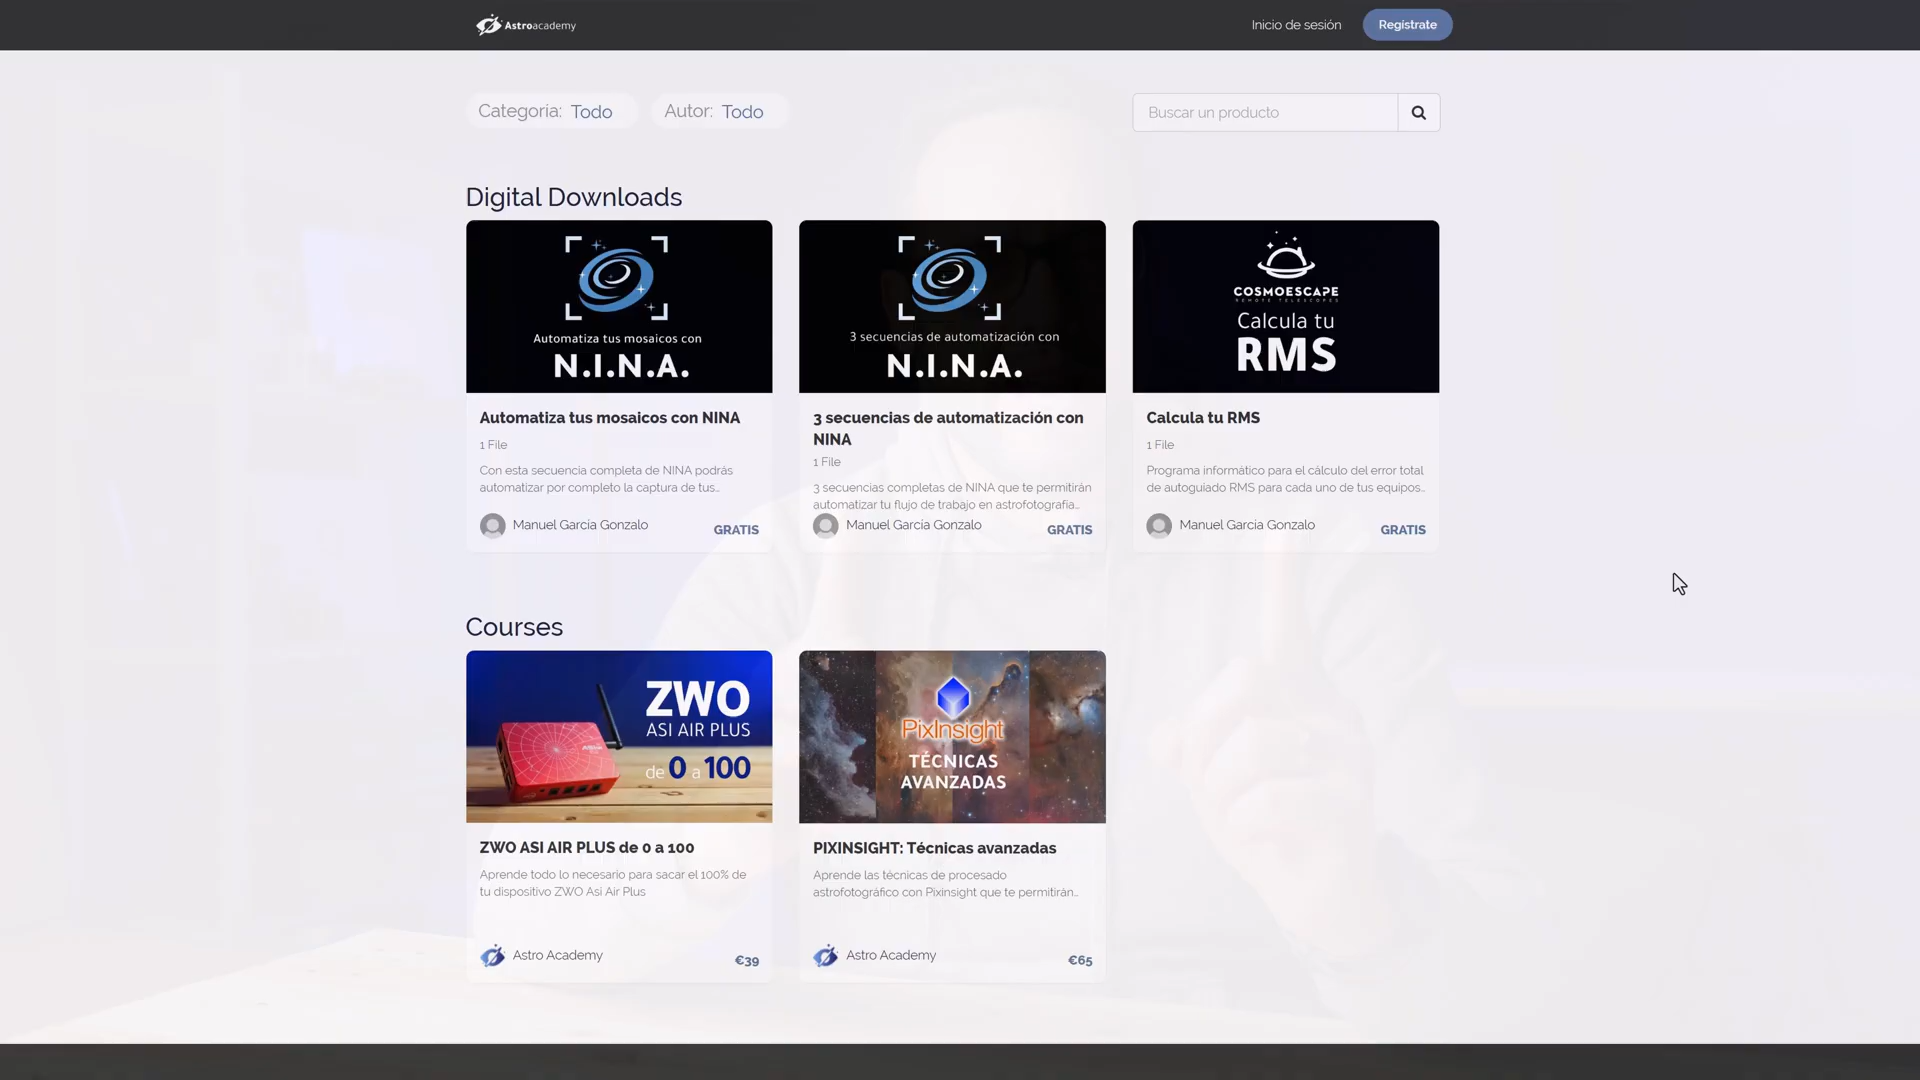 Astroacademy
Inicio de sesión
Regístrate
Categoría: Todo
Autor: Todo
Buscar un producto
Digital Downloads
Automatiza tus mosaicos con
N.I.N.A.
3 secuencias de automatización con
N.I.N.A.
COSMOESCAPE
REMOTE TELESCOPES
Calcula tu
RMS
Automatiza tus mosaicos con NINA
1 File
Con esta secuencia completa de NINA podrás
automatizar por completo la captura de tus...
Manuel García Gonzalo
GRATIS
3 secuencias de automatización con
NINA
1 File
3 secuencias completas de NINA que te permitirán
automatizar tu flujo de trabajo en astrofotografía...
Manuel García Gonzalo
GRATIS
Calcula tu RMS
1 File
Programa informático para el cálculo del error total
de autoguiado RMS para cada uno de tus equipos...
Manuel García Gonzalo
GRATIS
Courses
ZWO
ASI AIR PLUS
de 0 a 100
PixInsight
TÉCNICAS
AVANZADAS
ZWO ASI AIR PLUS de 0 a 100
Aprende todo lo necesario para sacar el 100% de
tu dispositivo ZWO Asi Air Plus
Astro Academy
€39
PIXINSIGHT: Técnicas avanzadas
Aprende las técnicas de procesado
astrofotográfico con Pixinsight que te permitirán...
Astro Academy
€65